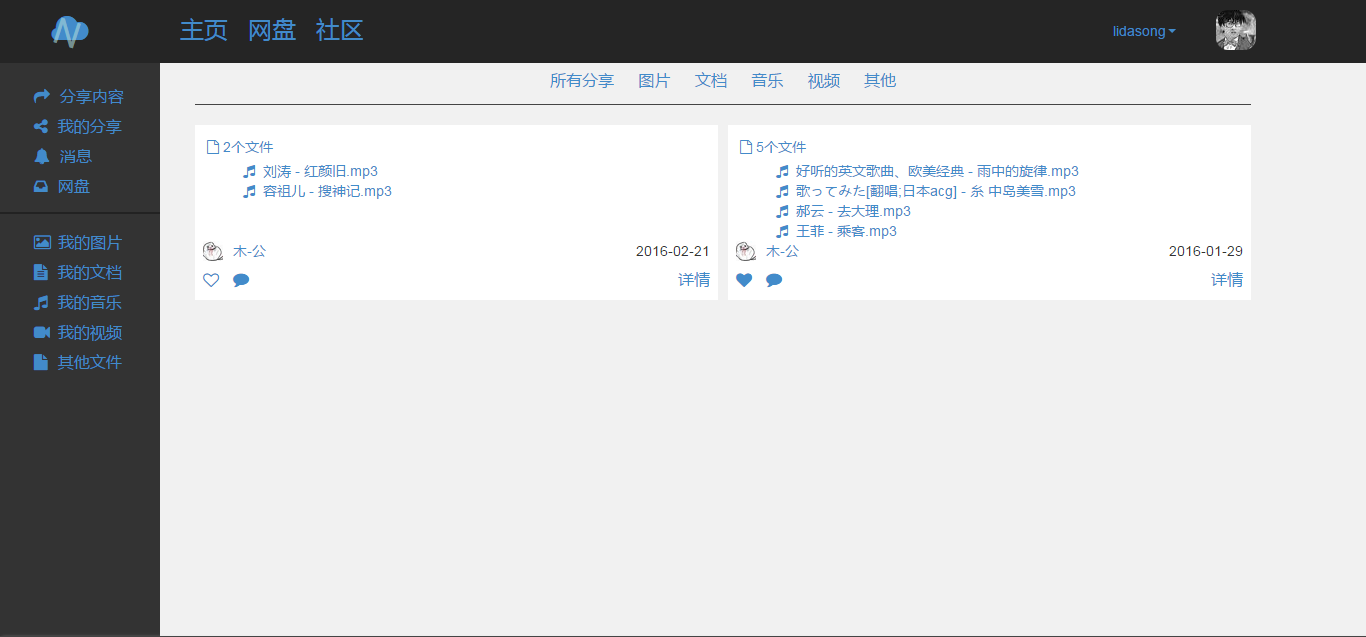 主页 网盘 社区
lidasong
分享内容
我的分享
消息
网盘
我的图片
我的文档
我的音乐
我的视频
其他文件
所有分享 图片 文档 音乐 视频 其他
2个文件
刘涛 - 红颜旧.mp3
容祖儿 - 搜神记.mp3
木-公 2016-02-21
详情
5个文件
好听的英文歌曲、欧美经典 - 雨中的旋律.mp3
歌ってみた[翻唱;日本acg] - 糸 中岛美雪.mp3
郝云 - 去大理.mp3
王菲 - 乘客.mp3
木-公 2016-01-29
详情